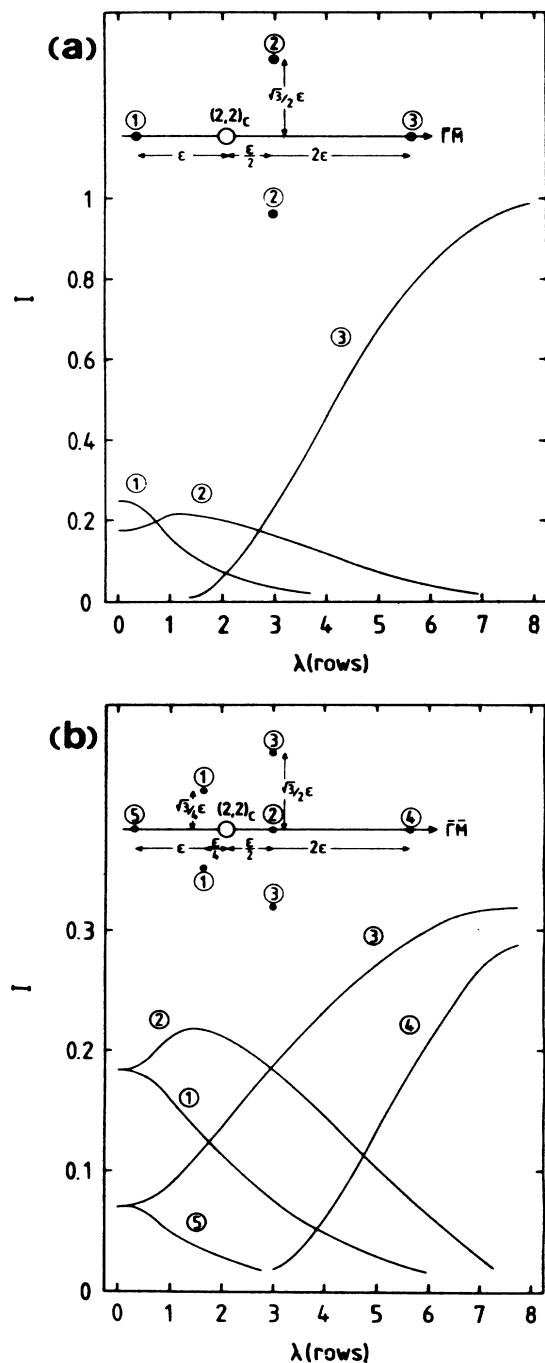 (a)
②
√3/2 ε
① (2,2)c ③ Γ̄M̄
ε ε/2 2ε
②
1
0.8
③
I
0.6
0.4
①
②
0.2
0
0 1 2 3 4 5 6 7 8
λ(rows)
(b)
③
① √3/2 ε
√3/4 ε
⑤ (2,2)c ② ④ Γ̄M̄
ε ε/4 ε/2 2ε
① ③
0.3
③
I
②
④
0.2
①
0.1
⑤
0
0 1 2 3 4 5 6 7 8
λ(rows)